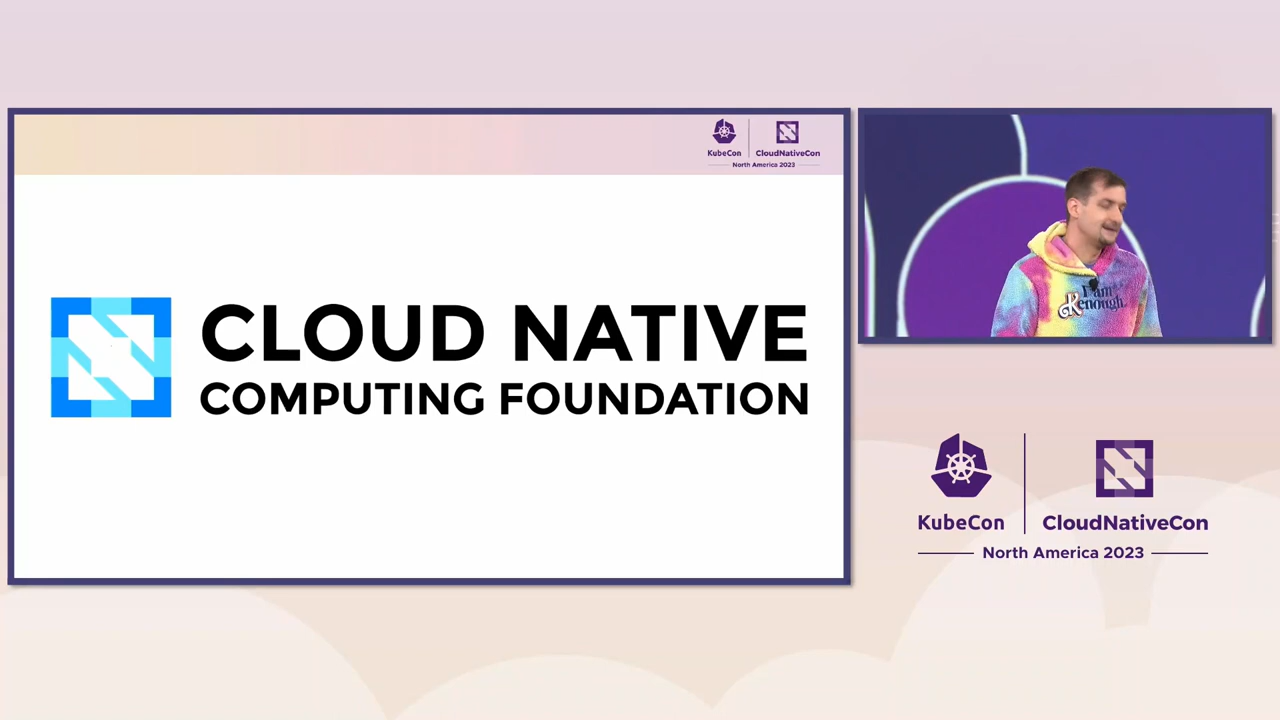 KubeCon
CloudNativeCon
North America 2023
CLOUD NATIVE
COMPUTING FOUNDATION
I am
Kenough
KubeCon
CloudNativeCon
North America 2023